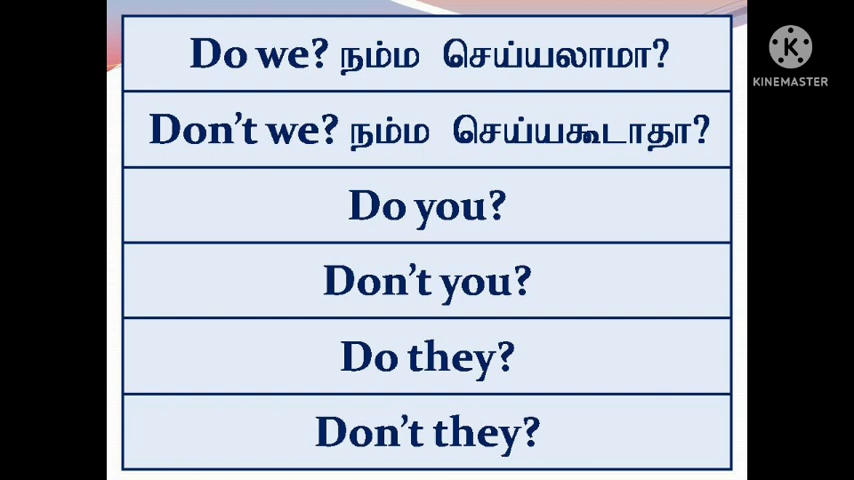 Do we? நம்ம செய்யலாமா?
Don't we? நம்ம செய்யகூடாதா?
Do you?
Don't you?
Do they?
Don't they?
K
KINEMASTER